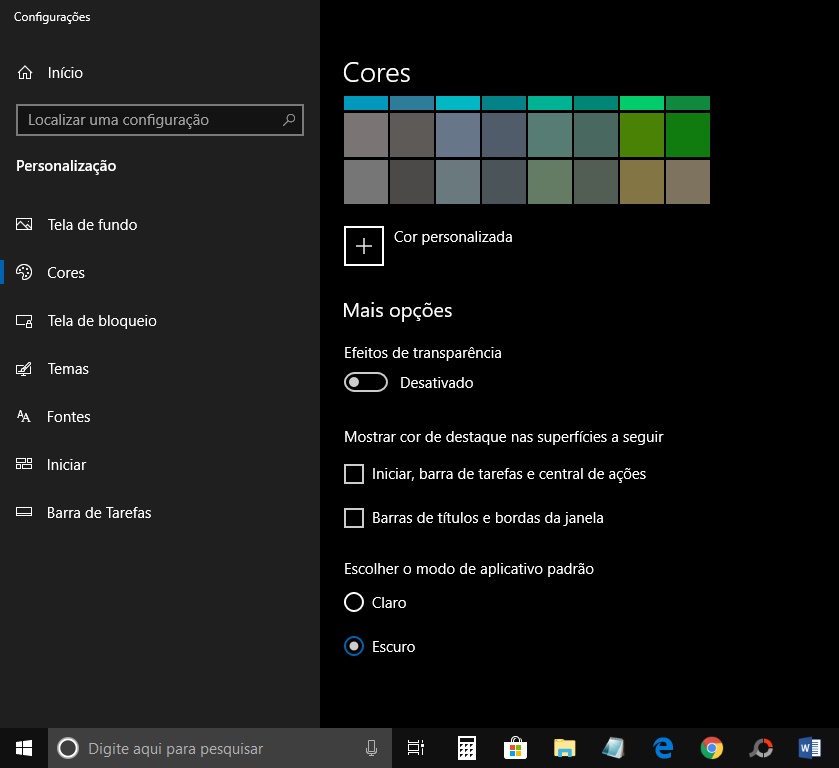 Configurações
Início
Localizar uma configuração
Personalização
Tela de fundo
Cores
Tela de bloqueio
Temas
Fontes
Iniciar
Barra de Tarefas
Cores
Cor personalizada
Mais opções
Efeitos de transparência
Desativado
Mostrar cor de destaque nas superfícies a seguir
Iniciar, barra de tarefas e central de ações
Barras de títulos e bordas da janela
Escolher o modo de aplicativo padrão
Claro
Escuro
Digite aqui para pesquisar